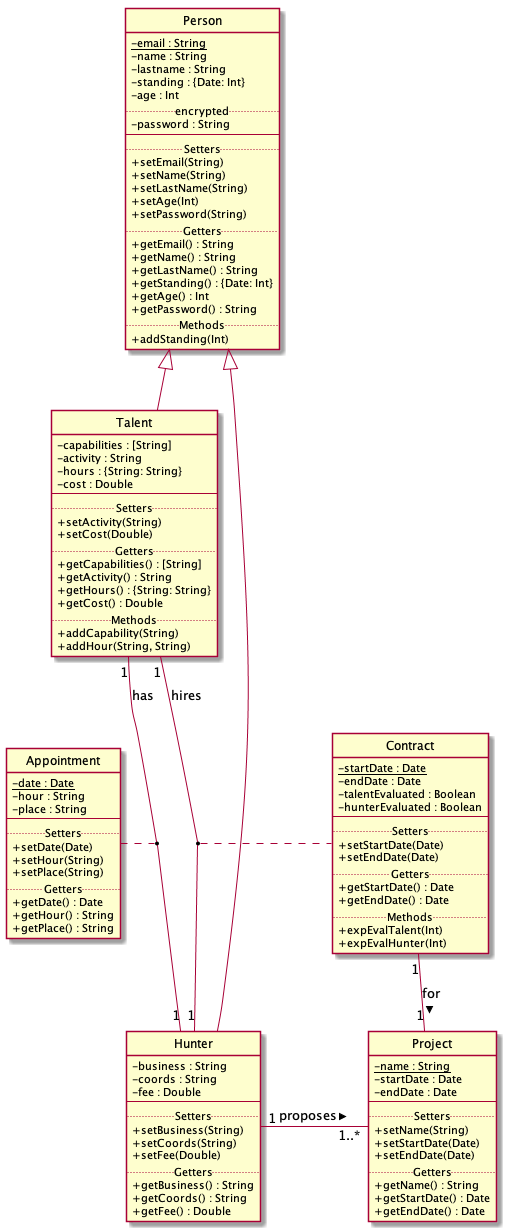 Person
-email : String
-name : String
-lastname : String
-standing : {Date: Int}
-age : Int
encrypted
-password : String
Setters
+setEmail(String)
+setName(String)
+setLastName(String)
+setAge(Int)
+setPassword(String)
Getters
+getEmail() : String
+getName() : String
+getLastName() : String
+getStanding() : {Date: Int}
+getAge() : Int
+getPassword() : String
Methods
+addStanding(Int)
Talent
-capabilities : [String]
-activity : String
-hours : {String: String}
-cost : Double
Setters
+setActivity(String)
+setCost(Double)
Getters
+getCapabilities() : [String]
+getActivity() : String
+getHours() : {String: String}
+getCost() : Double
Methods
+addCapability(String)
+addHour(String, String)
1
1
has
hires
Appointment
-date : Date
-hour : String
-place : String
Setters
+setDate(Date)
+setHour(String)
+setPlace(String)
Getters
+getDate() : Date
+getHour() : String
+getPlace() : String
Contract
-startDate : Date
-endDate : Date
-talentEvaluated : Boolean
-hunterEvaluated : Boolean
Setters
+setStartDate(Date)
+setEndDate(Date)
Getters
+getStartDate() : Date
+getEndDate() : Date
Methods
+expEvalTalent(Int)
+expEvalHunter(Int)
1
for
1
1
1
Hunter
-business : String
-coords : String
-fee : Double
Setters
+setBusiness(String)
+setCoords(String)
+setFee(Double)
Getters
+getBusiness() : String
+getCoords() : String
+getFee() : Double
1
proposes
1..*
Project
-name : String
-startDate : Date
-endDate : Date
Setters
+setName(String)
+setStartDate(Date)
+setEndDate(Date)
Getters
+getName() : String
+getStartDate() : Date
+getEndDate() : Date